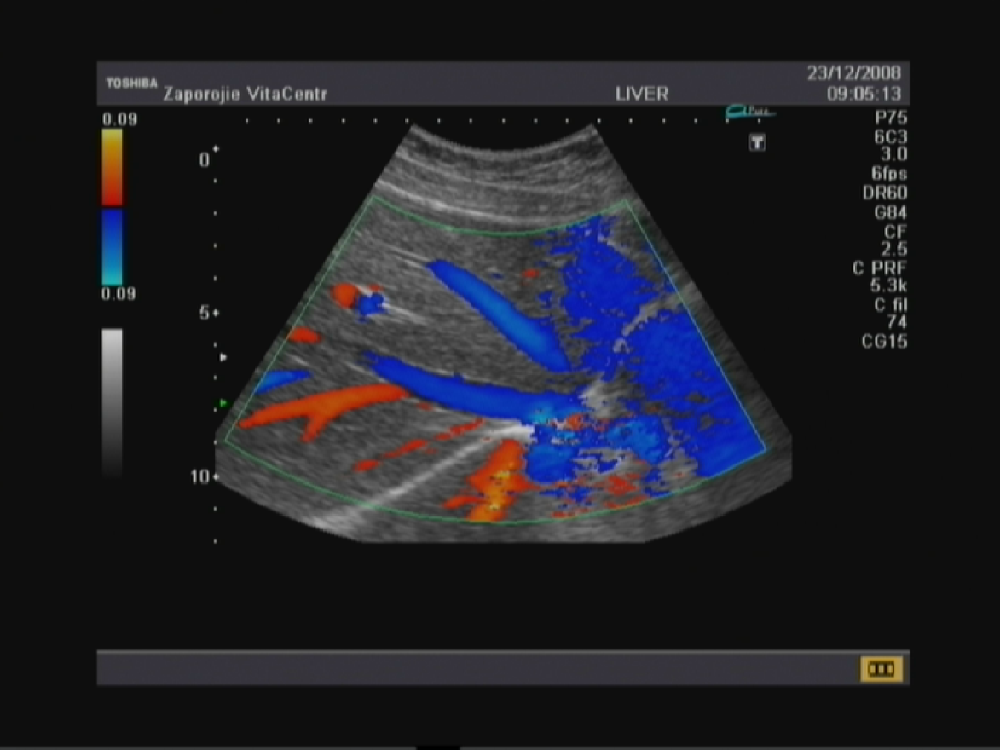 TOSHIBA Zaporojie VitaCentr LIVER 23/12/2008
09:05:13
0.09
0.09
0
5
10
APure
T
P75
6C3
3.0
6fps
DR60
G84
CF
2.5
C PRF
5.3k
C fil
74
CG15